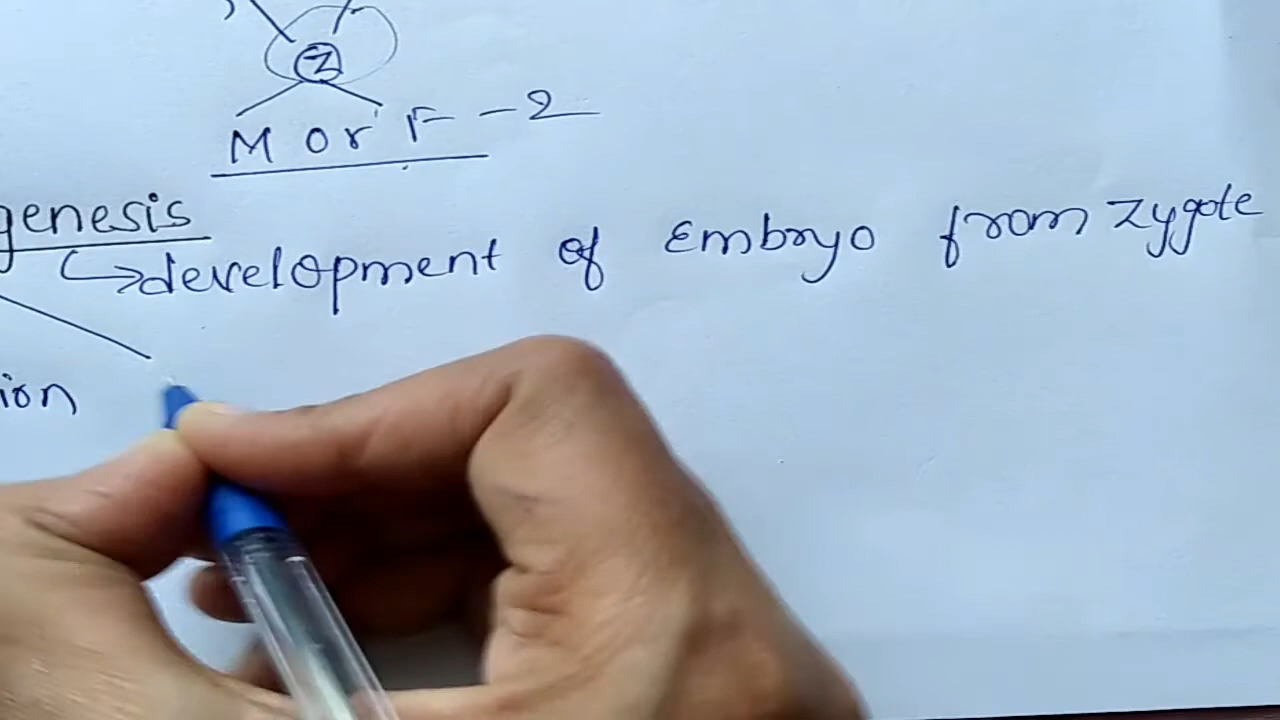 Z
M or F - 2
genesis
↳ development of Embryo from zygote
ion